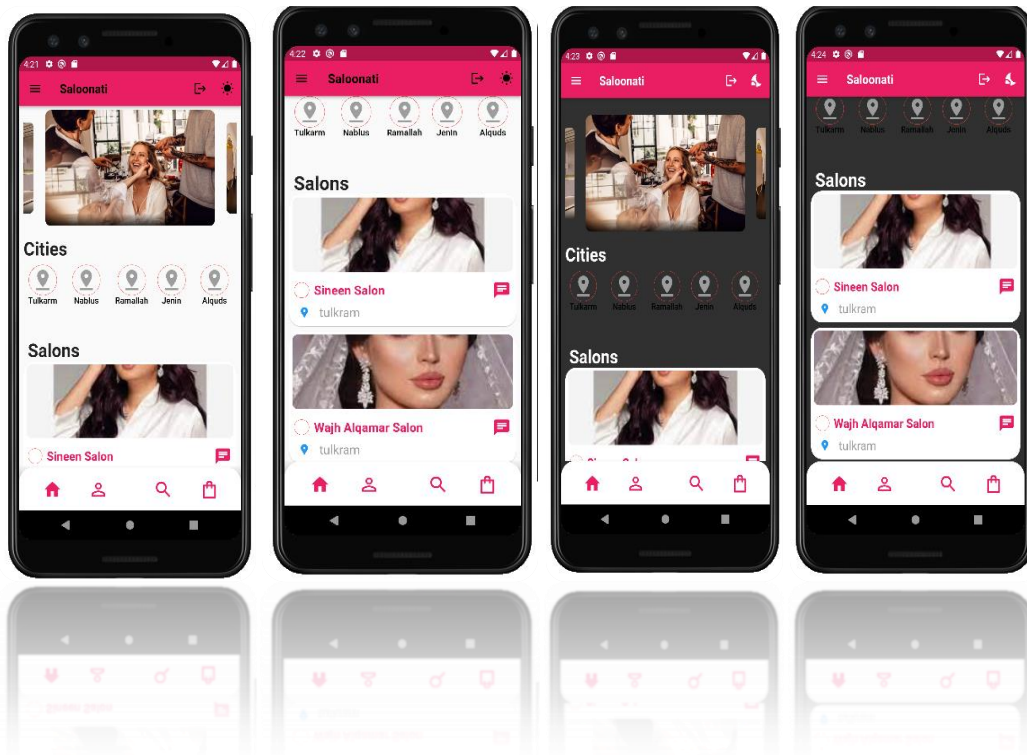 4:21
Saloonati
Cities
Tulkarm Nablus Ramallah Jenin Alquds
Salons
Sineen Salon
4:22
Saloonati
Tulkarm Nablus Ramallah Jenin Alquds
Salons
Sineen Salon
tulkram
Wajh Alqamar Salon
tulkram
4:23
Saloonati
Cities
Tulkarm Nablus Ramallah Jenin Alquds
Salons
4:24
Saloonati
Tulkarm Nablus Ramallah Jenin Alquds
Salons
Sineen Salon
tulkram
Wajh Alqamar Salon
tulkram